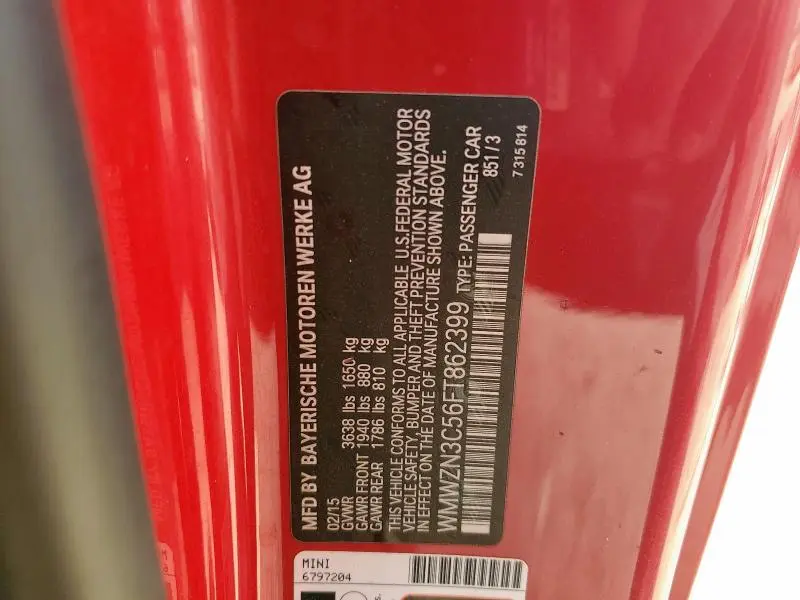 MFD BY BAYERISCHE MOTOREN WERKE AG
02/15
GVWR 3638 lbs 1650 kg
GAWR FRONT 1940 lbs 880 kg
GAWR REAR 1786 lbs 810 kg
THIS VEHICLE CONFORMS TO ALL APPLICABLE U.S.FEDERAL MOTOR
VEHICLE SAFETY, BUMPER AND THEFT PREVENTION STANDARDS
IN EFFECT ON THE DATE OF MANUFACTURE SHOWN ABOVE.
WMWZN3C56FT862399 TYPE: PASSENGER CAR
851/3
7315814
MINI
6797204